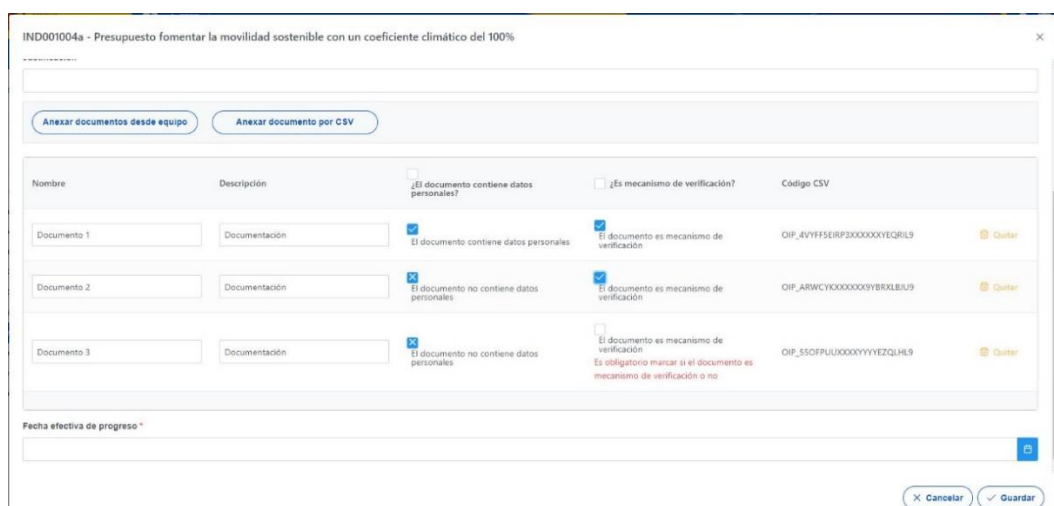 IND001004a - Presupuesto fomentar la movilidad sostenible con un coeficiente climático del 100%
Anexar documentos desde equipo
Anexar documento por CSV
Nombre
Descripción
¿El documento contiene datos
personales?
¿Es mecanismo de verificación?
Código CSV
Documento 1
Documentación
El documento contiene datos personales
El documento es mecanismo de
verificación
OIP_4VYFF5EIRP3XXXXXXYEQRIL9
Quitar
Documento 2
Documentación
El documento no contiene datos
personales
El documento es mecanismo de
verificación
OIP_ARWCYKXXXXXX9YBRXLBJU9
Quitar
Documento 3
Documentación
El documento no contiene datos
personales
El documento es mecanismo de
verificación
Es obligatorio marcar si el documento es
mecanismo de verificación o no
OIP_55OFPUUXXXXYYYYEZQLHL9
Quitar
Fecha efectiva de progreso *
Cancelar
Guardar